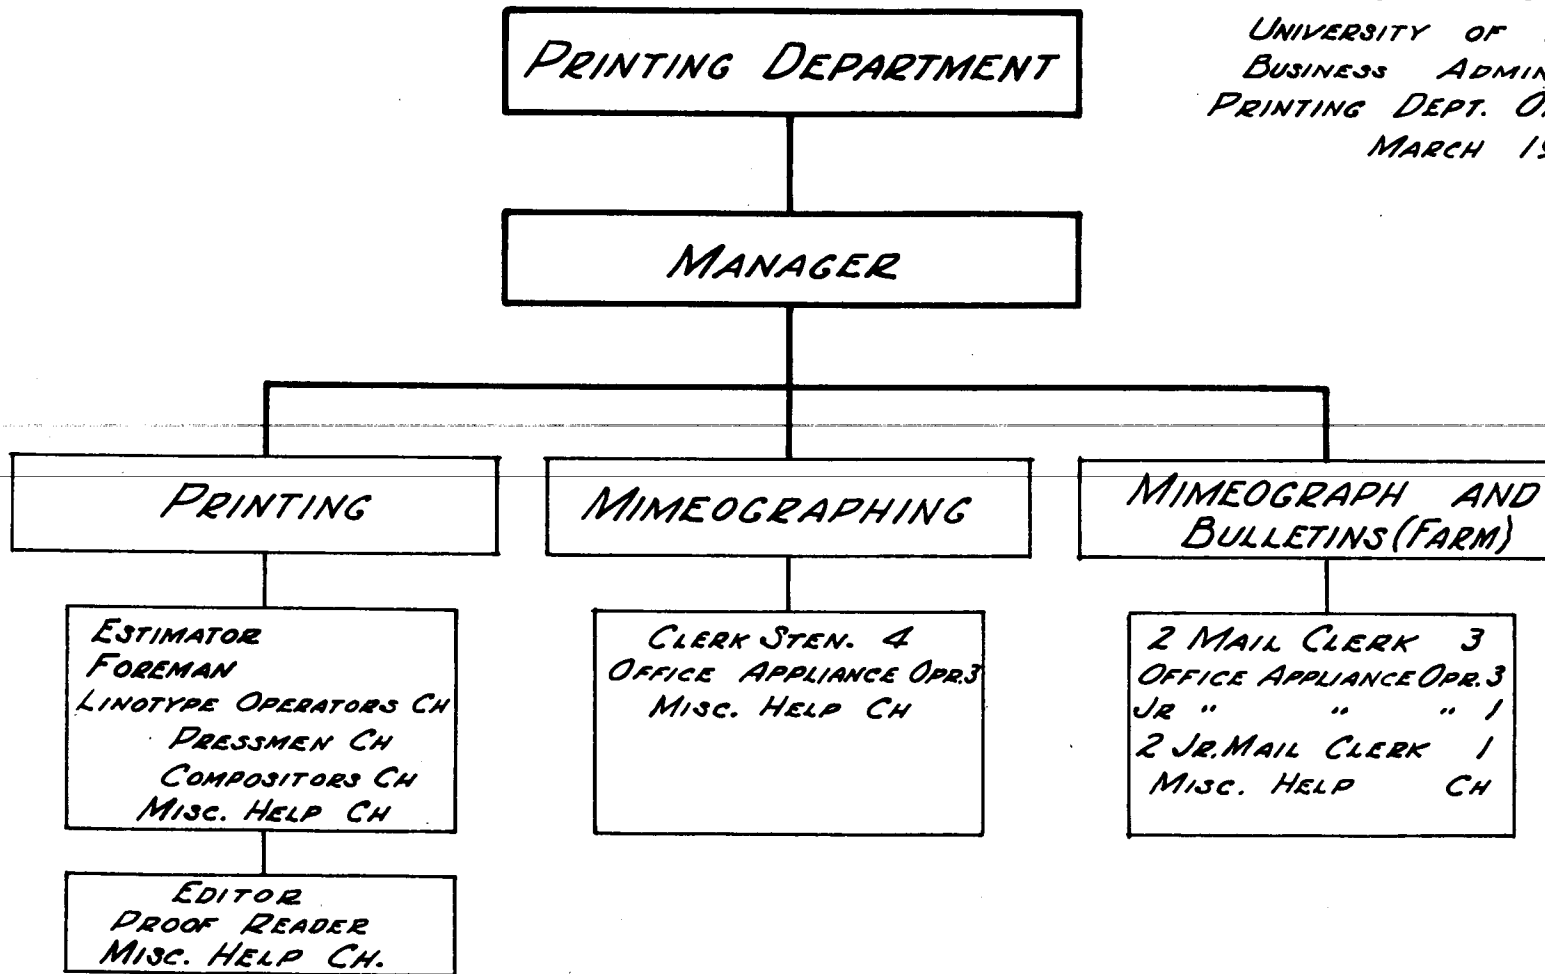 PRINTING DEPARTMENT
UNIVERSITY OF
BUSINESS
PRINTING DEPT.
MARCH
MANAGER
PRINTING
MIMEOGRAPHING
MIMEOGRAPH AND
BULLETINS (FARM)
ESTIMATOR
FOREMAN
LINOTYPE OPERATORS CH
PRESSMEN CH
COMPOSITORS CH
MISC. HELP CH
EDITOR
PROOF READER
MISC. HELP CH.
CLERK STEN. 4
OFFICE APPLIANCE OPR.3
MISC. HELP CH
2 MAIL CLERK 3
OFFICE APPLIANCE OPR. 3
JR " " " 1
2 JR. MAIL CLERK 1
MISC. HELP CH